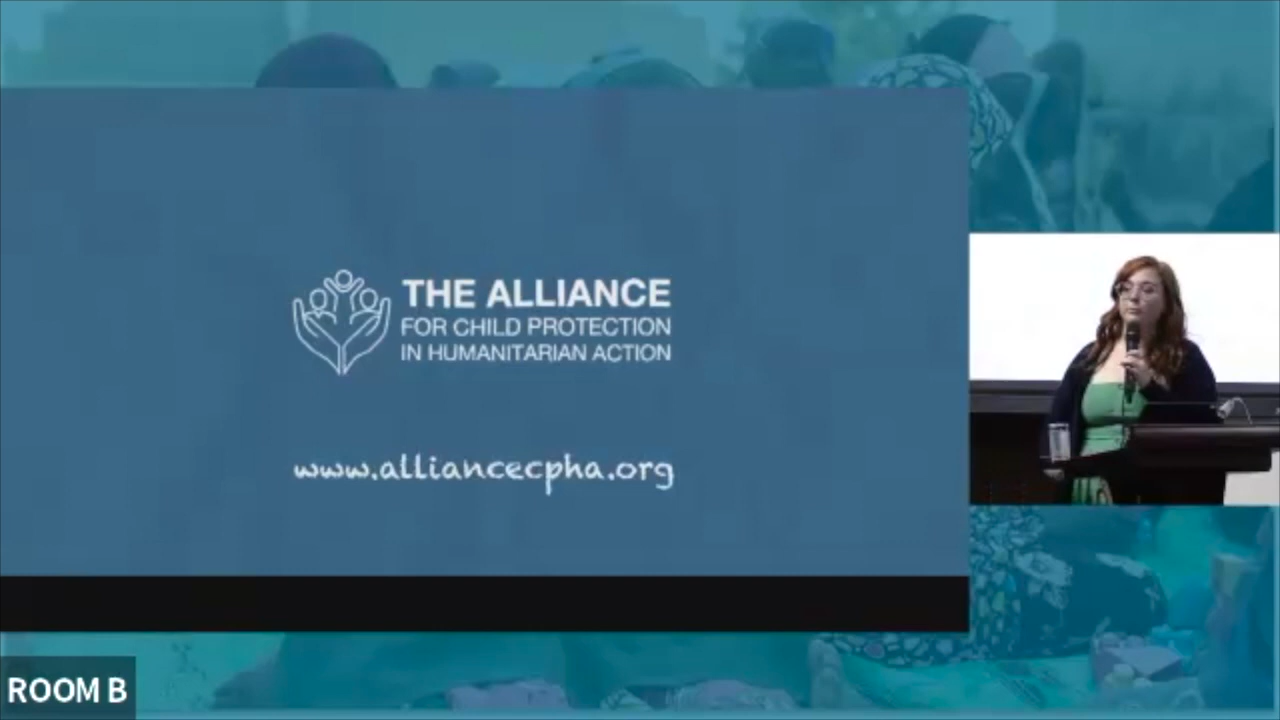 THE ALLIANCE
FOR CHILD PROTECTION
IN HUMANITARIAN ACTION
www.alliancecpha.org
ROOM B